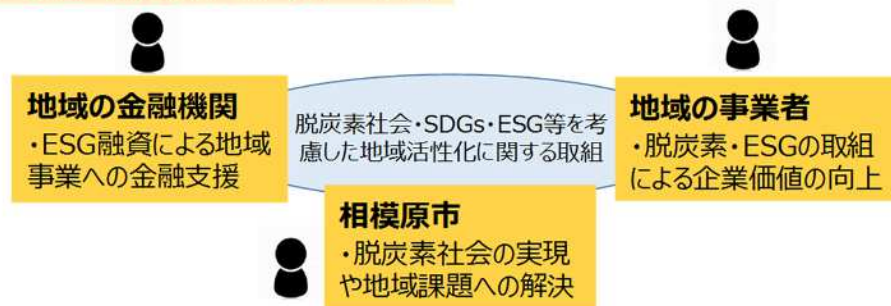 地域の金融機関
・ESG融資による地域
事業への金融支援
脱炭素社会・SDGs・ESG等を考
慮した地域活性化に関する取組
地域の事業者
・脱炭素・ESGの取組
による企業価値の向上
相模原市
・脱炭素社会の実現
や地域課題への解決